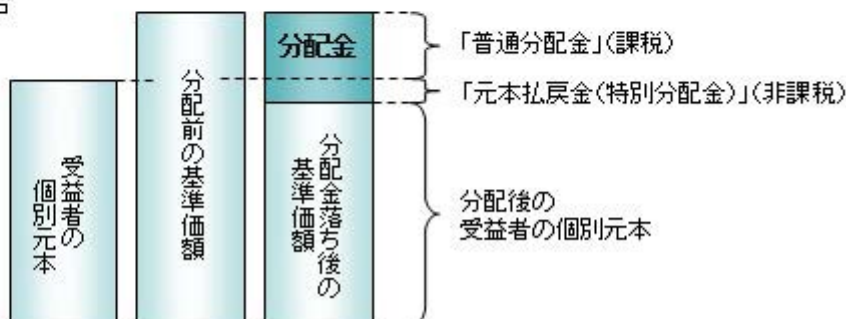 受益者の
個別元本
分配前の基準価額
分配金
分配金落ち後の
基準価額
「普通分配金」(課税)
「元本払戻金(特別分配金)」(非課税)
分配後の
受益者の個別元本